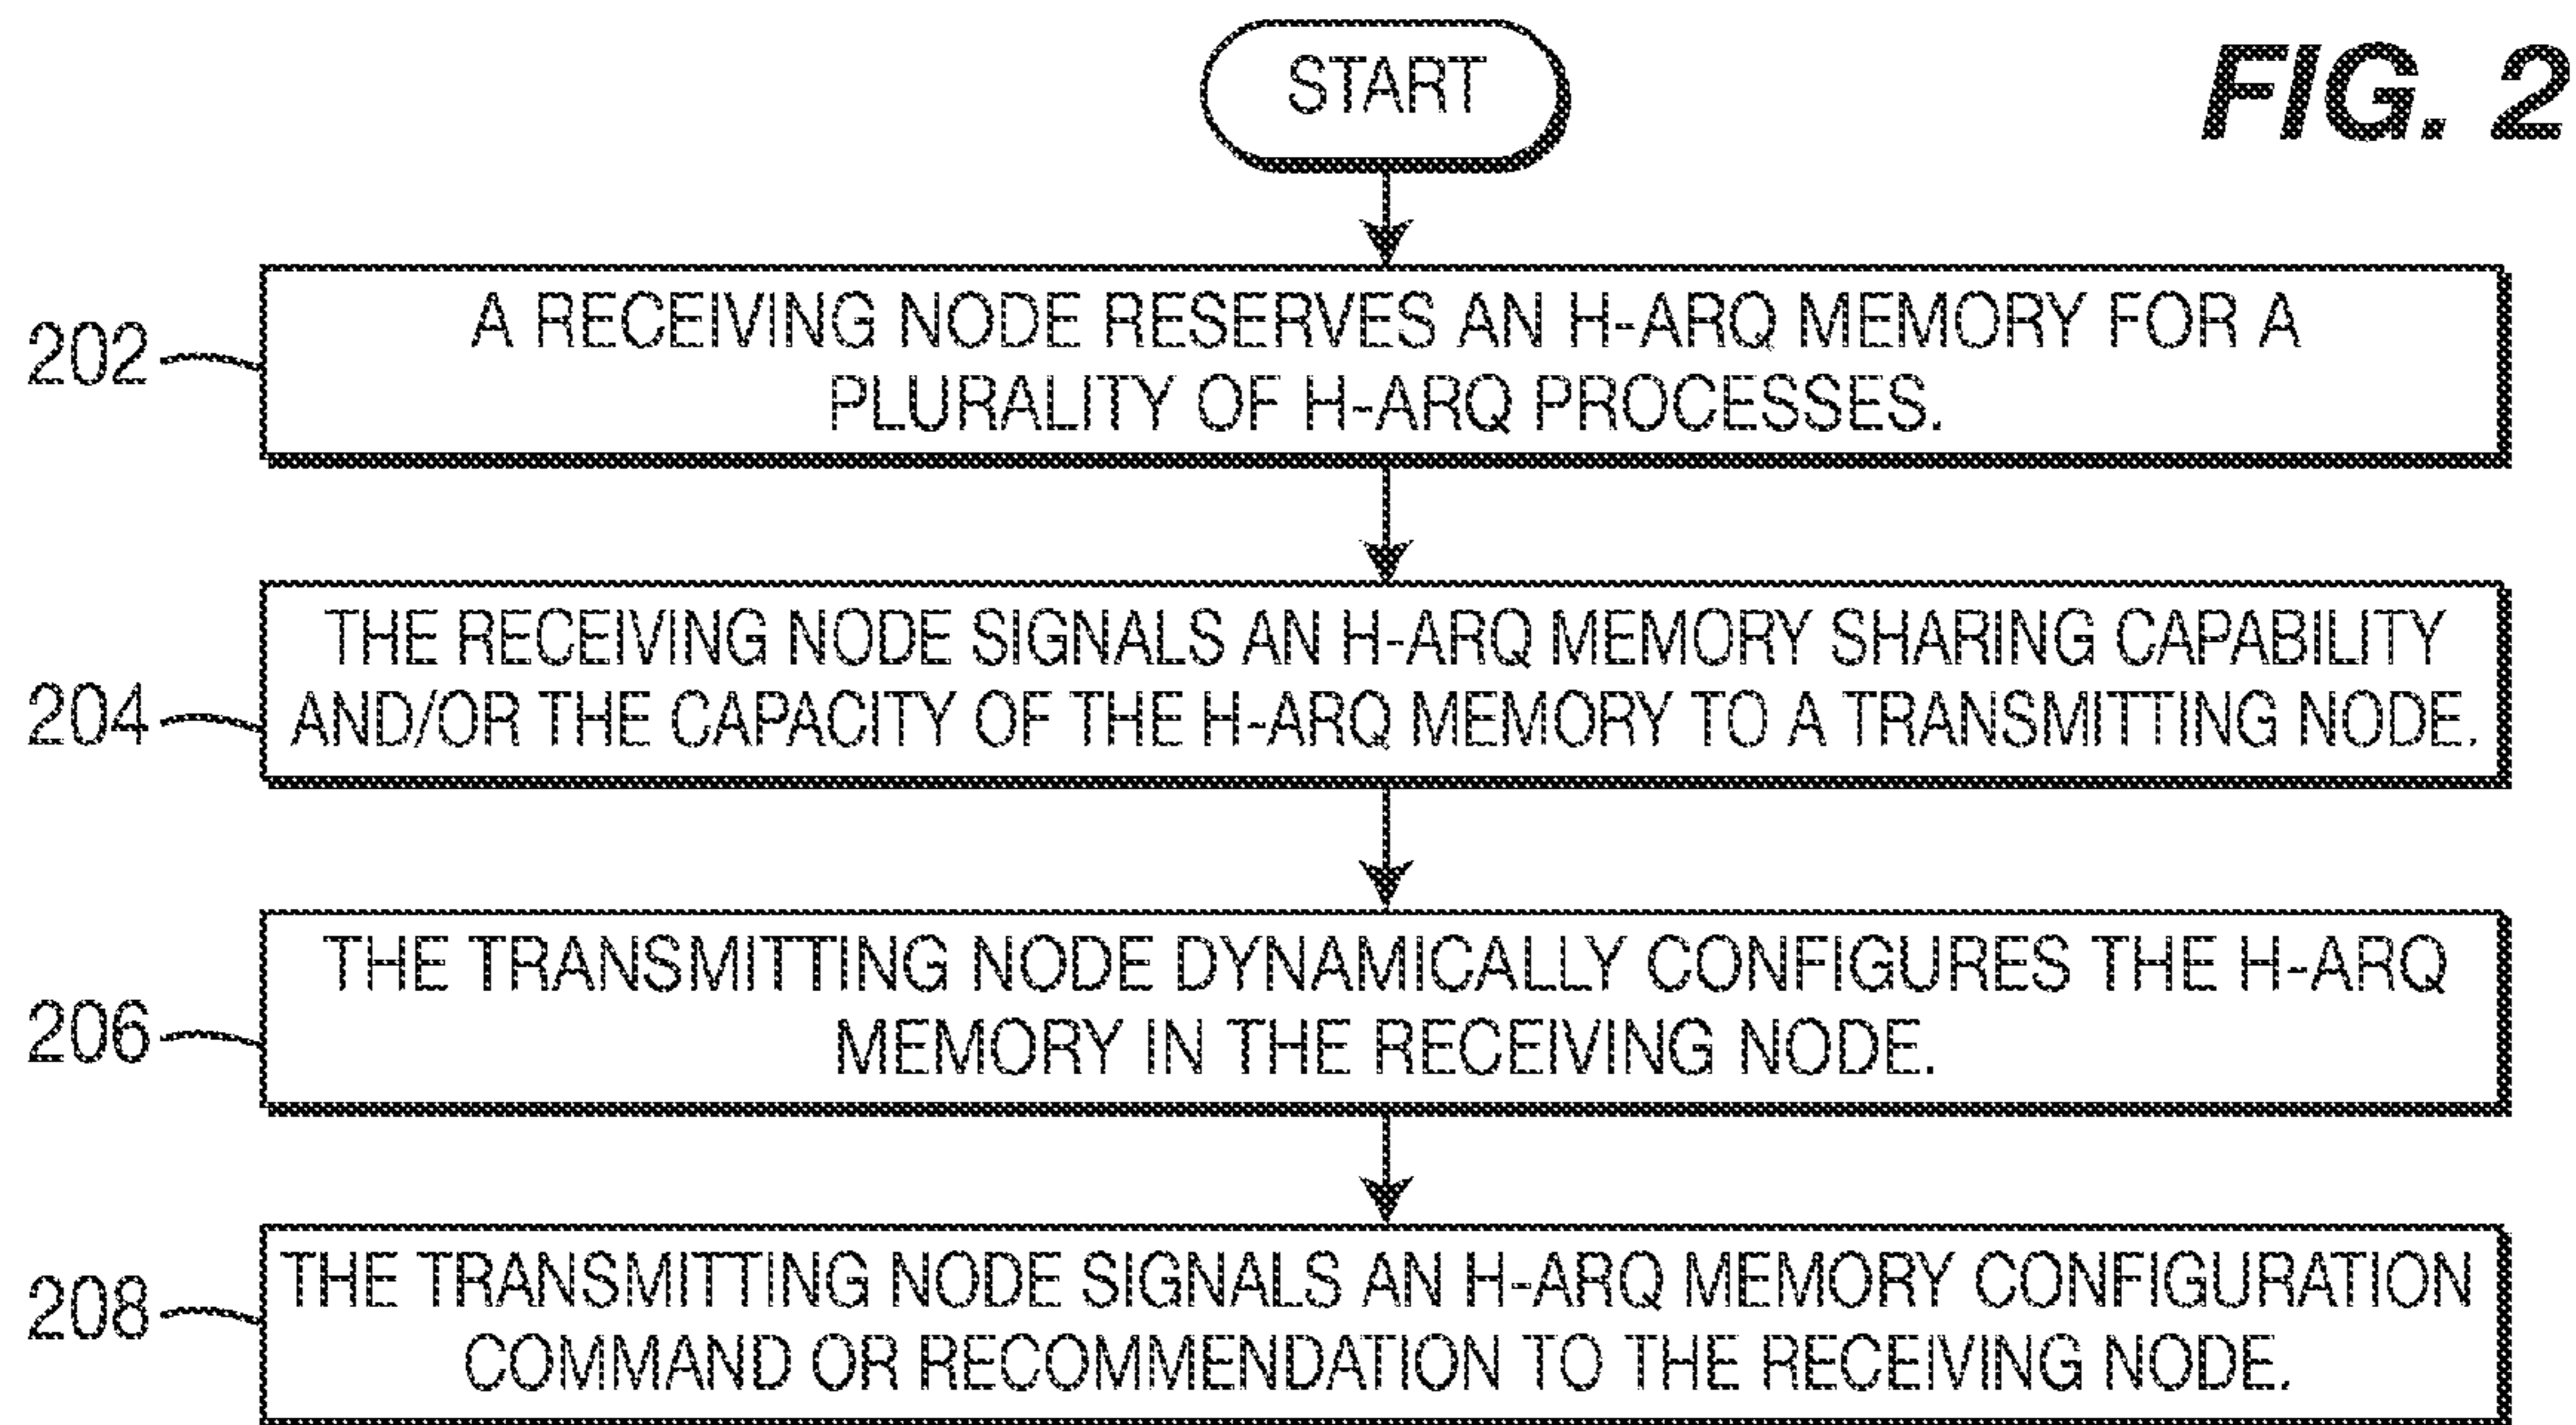 FIG. 2
START
202
A RECEIVING NODE RESERVES AN H-ARQ MEMORY FOR A
PLURALITY OF H-ARQ PROCESSES.
204
THE RECEIVING NODE SIGNALS AN H-ARQ MEMORY SHARING CAPABILITY
AND/OR THE CAPACITY OF THE H-ARQ MEMORY TO A TRANSMITTING NODE.
206
THE TRANSMITTING NODE DYNAMICALLY CONFIGURES THE H-ARQ
MEMORY IN THE RECEIVING NODE.
208
THE TRANSMITTING NODE SIGNALS AN H-ARQ MEMORY CONFIGURATION
COMMAND OR RECOMMENDATION TO THE RECEIVING NODE.